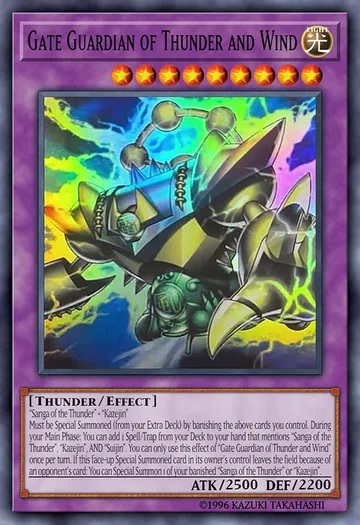 GATE GUARDIAN OF THUNDER AND WIND
LIGHT
光
[THUNDER/EFFECT]
"Sanga of the Thunder" + "Kazejin"
Must be Special Summoned (from your Extra Deck) by banishing the above cards you control. During
your Main Phase: You can add 1 Spell/Trap from your Deck to your hand that mentions "Sanga of the
Thunder", "Kazejin", AND "Suijin". You can only use this effect of "Gate Guardian of Thunder and Wind"
once per turn. If this face-up Special Summoned card in its owner's control leaves the field because of
an opponent's card: You can Special Summon 1 of your banished "Sanga of the Thunder" or "Kazejin".
ATK/2500 DEF/2200
©1996 KAZUKI TAKAHASHI